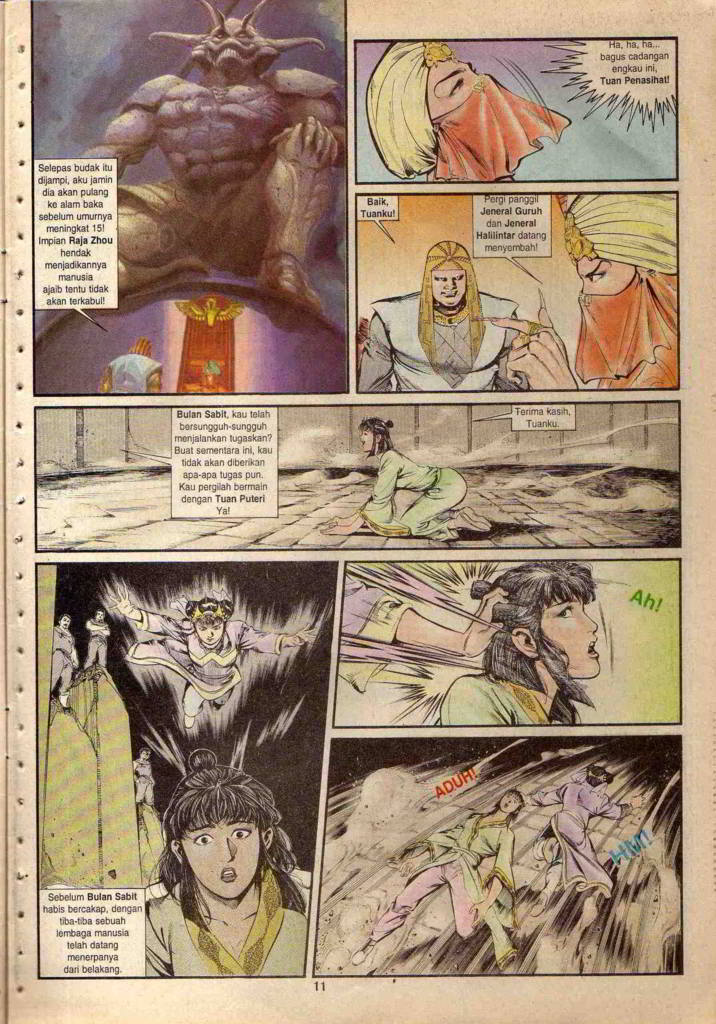 Selepas budak itu
dijampi, aku jamin
dia akan pulang
ke alam baka
sebelum umurnya
meningkat 15!
Impian Raja Zhou
hendak
menjadikannya
manusia
ajaib tentu tidak
akan terkabul!
Ha, ha, ha...
bagus cadangan
engkau ini,
Tuan Penasihat!
Baik,
Tuanku!
Pergi panggil
Jeneral Guruh
dan Jeneral
Halilintar datang
menyembah!
Bulan Sabit, kau telah
bersungguh-sungguh
menjalankan tugaskan?
Buat sementara ini, kau
tidak akan diberikan
apa-apa tugas pun.
Kau pergilah bermain
dengan Tuan Puteri
Ya!
Terima kasih,
Tuanku.
Sebelum Bulan Sabit
habis bercakap, dengan
tiba-tiba sebuah
lembaga manusia
telah datang
menerpanya
dari belakang.
Ah!
ADUH!
HM!
11